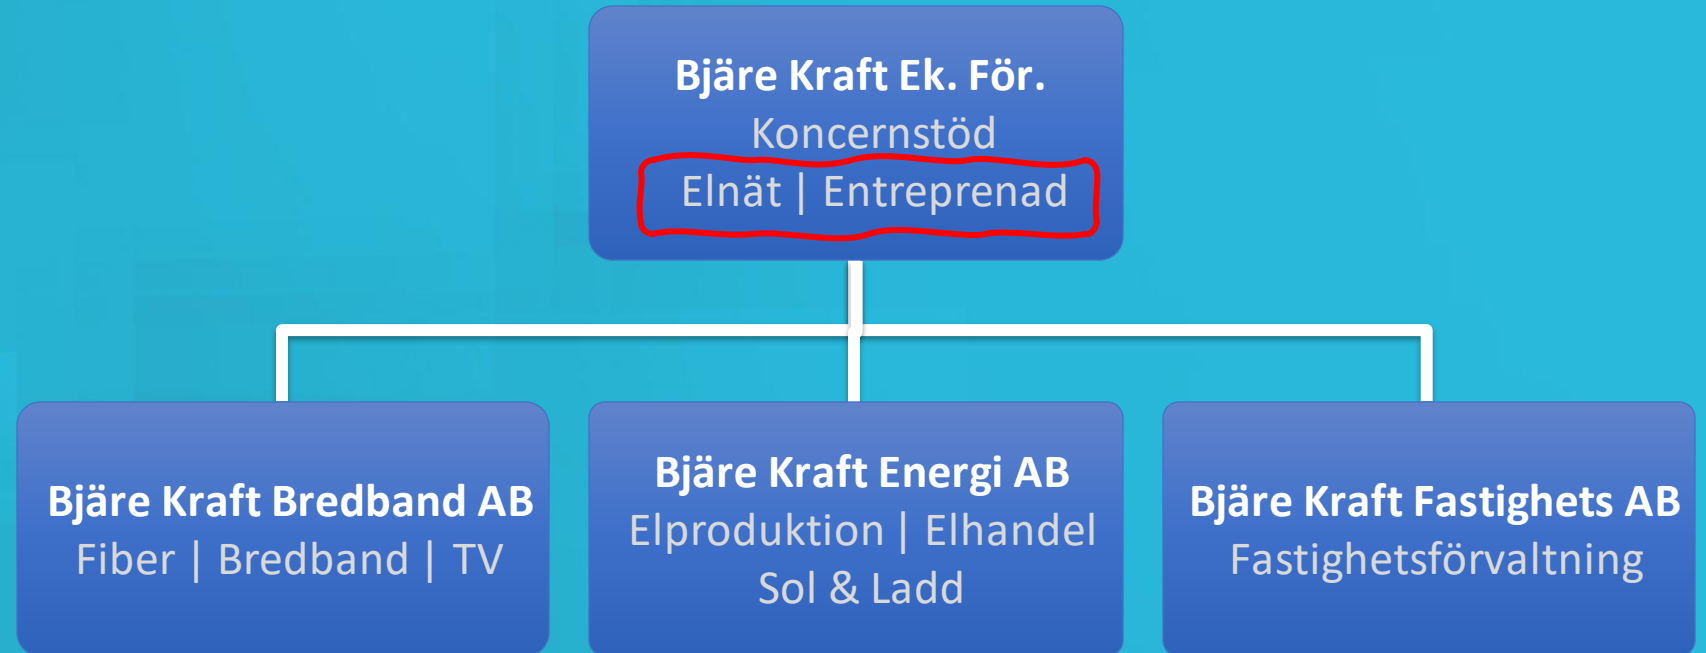 Bjäre Kraft Ek. För.
Koncernstöd
Elnät | Entreprenad
Bjäre Kraft Bredband AB
Fiber | Bredband | TV
Bjäre Kraft Energi AB
Elproduktion | Elhandel
Sol & Ladd
Bjäre Kraft Fastighets AB
Fastighetsförvaltning